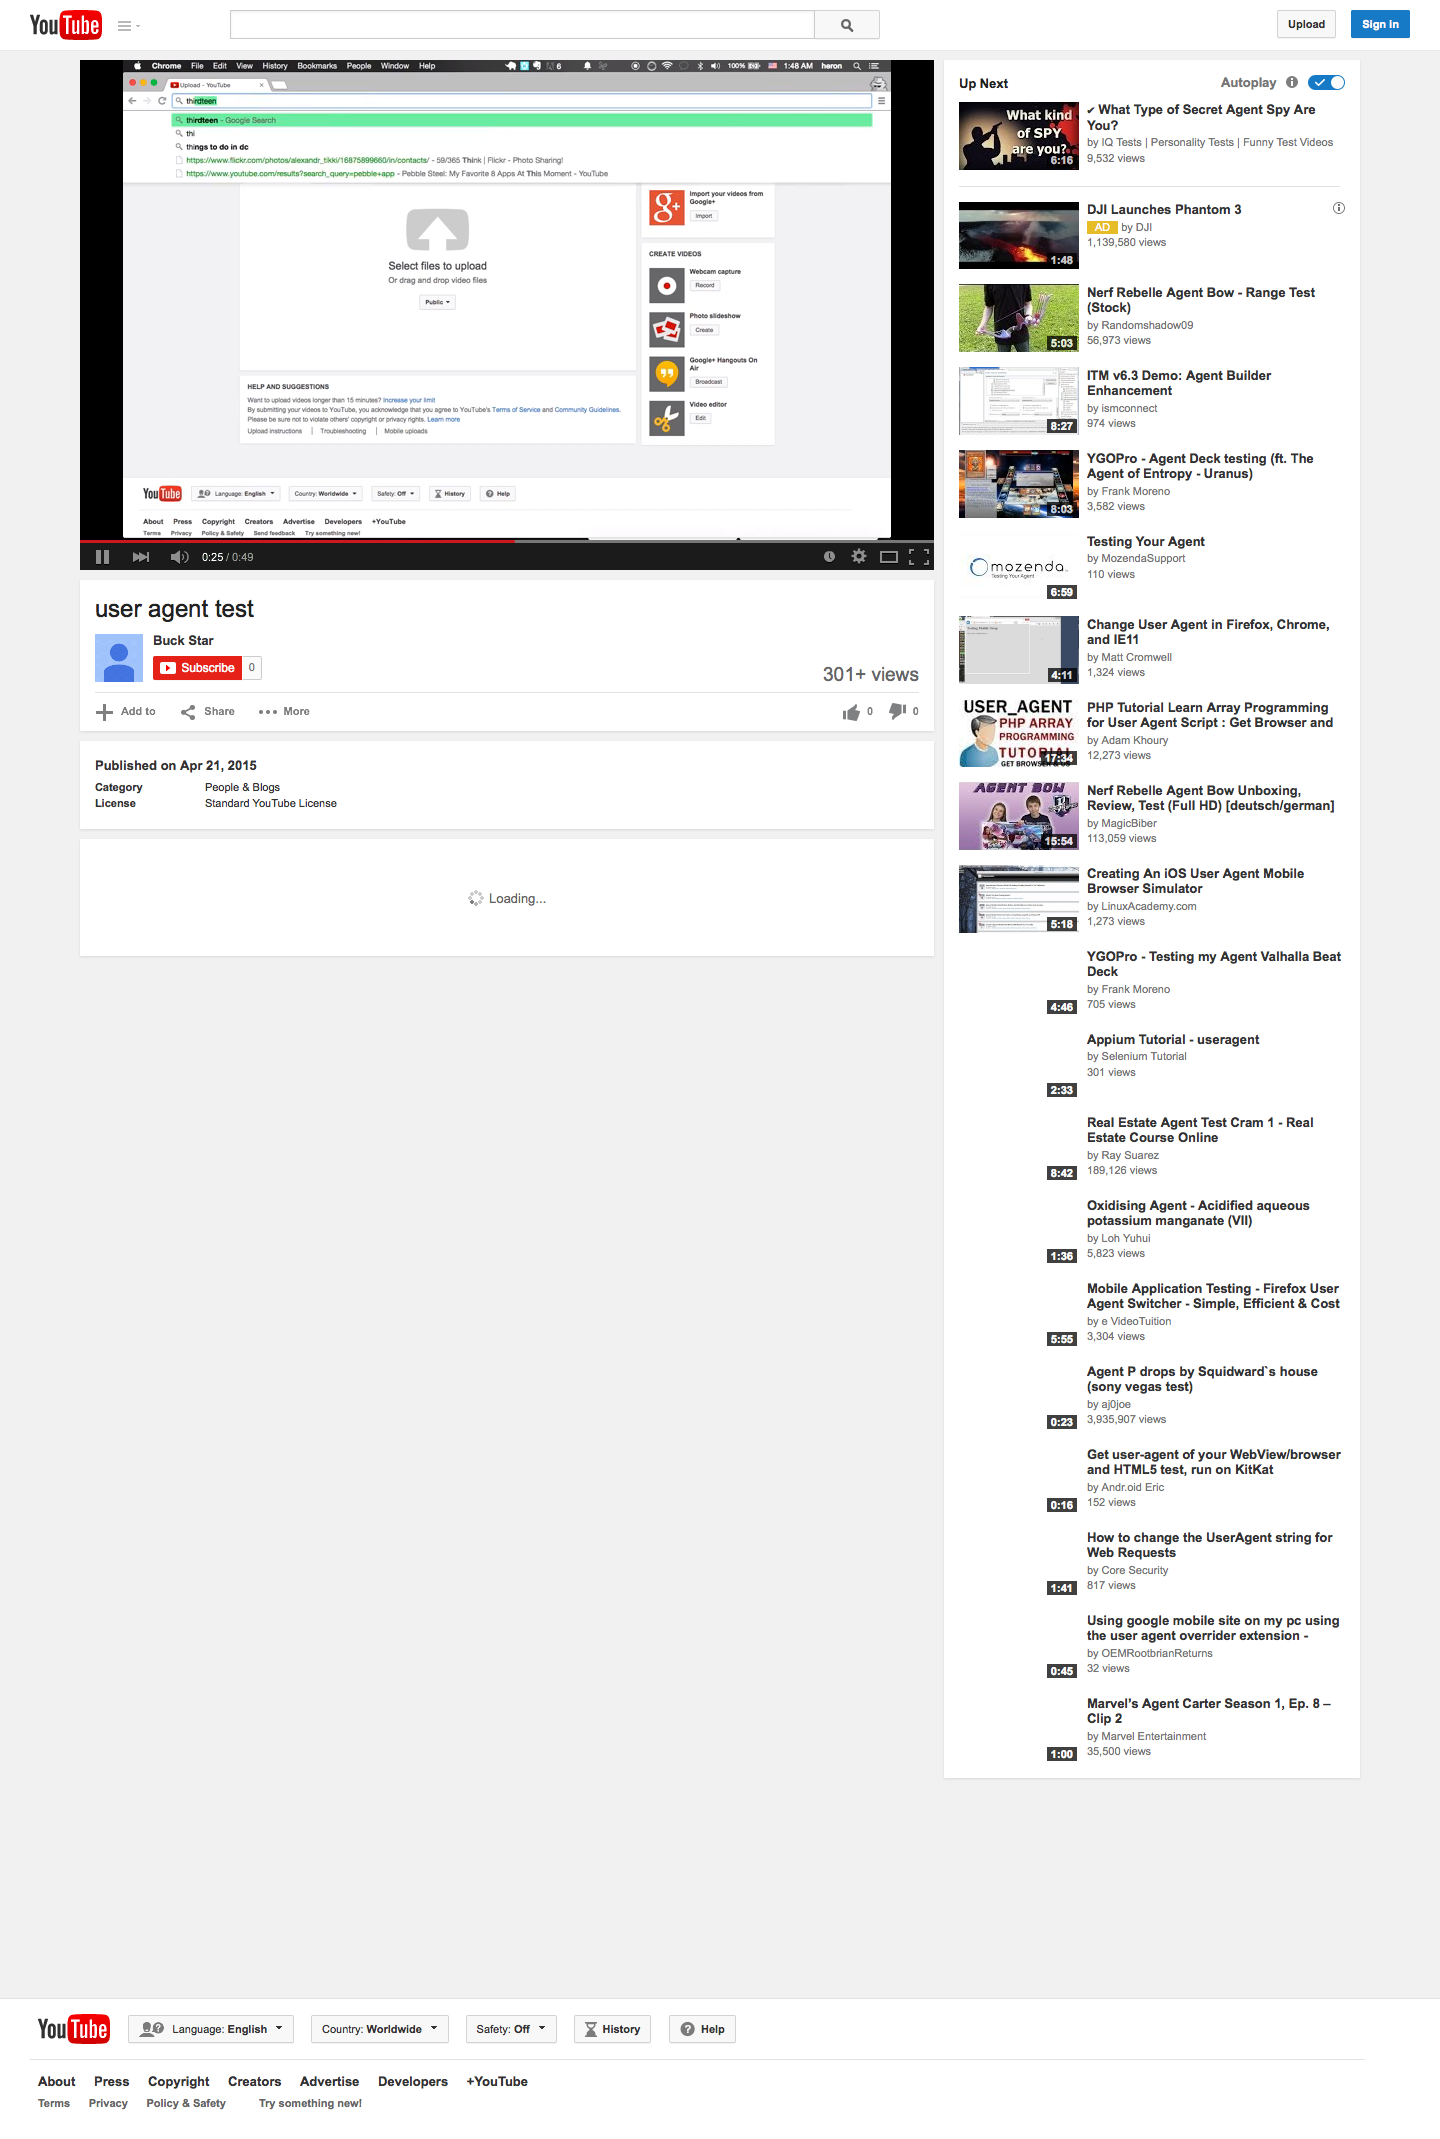 YouTube
Upload
Sign in
Chrome File Edit View History Bookmarks People Window Help
6
100%
1:48 AM heron
Upload - YouTube
thirdteen
thirdteen - Google Search
thi
things to do in dc
https://www.flickr.com/photos/alexandr_tikki/16875899660/in/contacts/ - 59/365 Think | Flickr - Photo Sharing!
https://www.youtube.com/results?search_query=pebble+app - Pebble Steel: My Favorite 8 Apps At This Moment - YouTube
Select files to upload
Or drag and drop video files
Public
Import your videos from
Google+
Import
CREATE VIDEOS
Webcam capture
Record
Photo slideshow
Create
Google+ Hangouts On
Air
Broadcast
Video editor
Edit
HELP AND SUGGESTIONS
Want to upload videos longer than 15 minutes? Increase your limit
By submitting your videos to YouTube, you acknowledge that you agree to YouTube's Terms of Service and Community Guidelines.
Please be sure not to violate others' copyright or privacy rights. Learn more
Upload instructions | Troubleshooting | Mobile uploads
YouTube
Language: English
Country: Worldwide
Safety: Off
History
Help
About Press Copyright Creators Advertise Developers +YouTube
Terms Privacy Policy & Safety Send feedback Try something new!
0:25 / 0:49
user agent test
Buck Star
Subscribe 0
301+ views
Add to Share More
0 0
Published on Apr 21, 2015
Category People & Blogs
License Standard YouTube License
Loading...
Up Next
Autoplay
What kind
of SPY
are you?
6:16
✔ What Type of Secret Agent Spy Are
You?
by IQ Tests | Personality Tests | Funny Test Videos
9,532 views
1:48
DJI Launches Phantom 3
AD by DJI
1,139,580 views
5:03
Nerf Rebelle Agent Bow - Range Test
(Stock)
by Randomshadow09
56,973 views
8:27
ITM v6.3 Demo: Agent Builder
Enhancement
by ismconnect
974 views
8:03
YGOPro - Agent Deck testing (ft. The
Agent of Entropy - Uranus)
by Frank Moreno
3,582 views
mozenda
Testing Your Agent
6:59
Testing Your Agent
by MozendaSupport
110 views
4:11
Change User Agent in Firefox, Chrome,
and IE11
by Matt Cromwell
1,324 views
USER_AGENT
PHP ARRAY
PROGRAMMING
TUTORIAL
GET BROWSER & OS
17:34
PHP Tutorial Learn Array Programming
for User Agent Script : Get Browser and
by Adam Khoury
12,273 views
AGENT BOW
15:54
Nerf Rebelle Agent Bow Unboxing,
Review, Test (Full HD) [deutsch/german]
by MagicBiber
113,059 views
5:18
Creating An iOS User Agent Mobile
Browser Simulator
by LinuxAcademy.com
1,273 views
4:46
YGOPro - Testing my Agent Valhalla Beat
Deck
by Frank Moreno
705 views
2:33
Appium Tutorial - useragent
by Selenium Tutorial
301 views
8:42
Real Estate Agent Test Cram 1 - Real
Estate Course Online
by Ray Suarez
189,126 views
1:36
Oxidising Agent - Acidified aqueous
potassium manganate (VII)
by Loh Yuhui
5,823 views
5:55
Mobile Application Testing - Firefox User
Agent Switcher - Simple, Efficient & Cost
by e VideoTuition
3,304 views
0:23
Agent P drops by Squidward`s house
(sony vegas test)
by aj0joe
3,935,907 views
0:16
Get user-agent of your WebView/browser
and HTML5 test, run on KitKat
by Andr.oid Eric
152 views
1:41
How to change the UserAgent string for
Web Requests
by Core Security
817 views
0:45
Using google mobile site on my pc using
the user agent overrider extension -
by OEMRootbrianReturns
32 views
1:00
Marvel’s Agent Carter Season 1, Ep. 8 –
Clip 2
by Marvel Entertainment
35,500 views
YouTube
Language: English
Country: Worldwide
Safety: Off
History
Help
About Press Copyright Creators Advertise Developers +YouTube
Terms Privacy Policy & Safety Try something new!